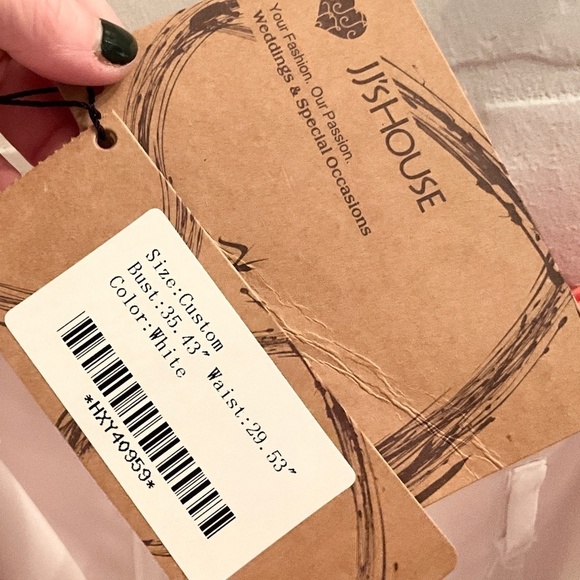 JJ'sHOUSE
Your Fashion. Our Passion.
Weddings & Special Occasions
Size:Custom
Bust:35.43″ Waist:29.53″
Color:White
*HXY40959*